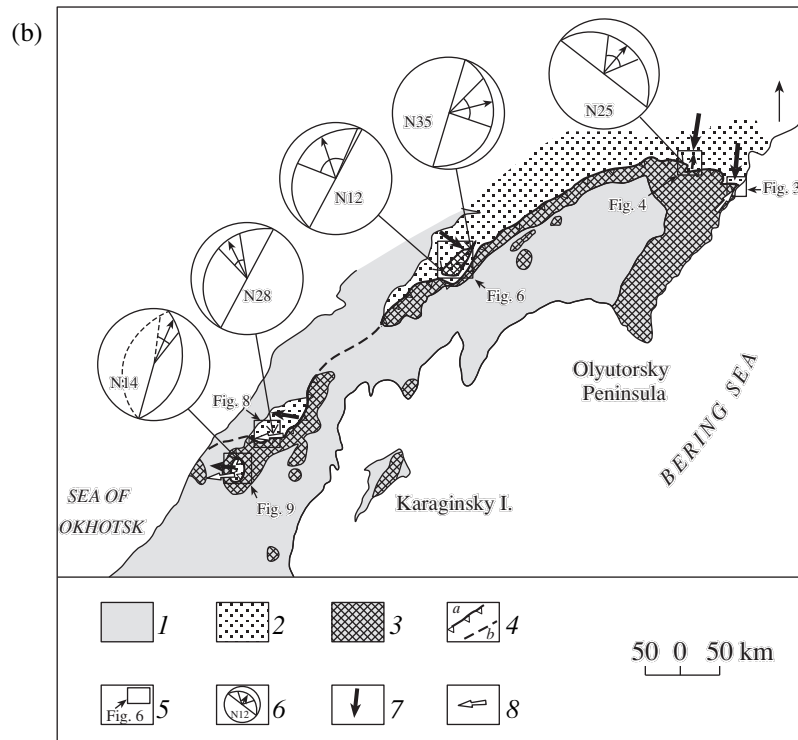 (b)
N25
N35
N12
Fig. 4
Fig. 3
N28
Fig. 6
N14
Olyutorsky
Peninsula
Fig. 8
BERING SEA
SEA OF
OKHOTSK
Fig. 9
Karaginsky I.
1
2
3
a
b
4
50 0 50 km
Fig. 6
5
N12
6
7
8